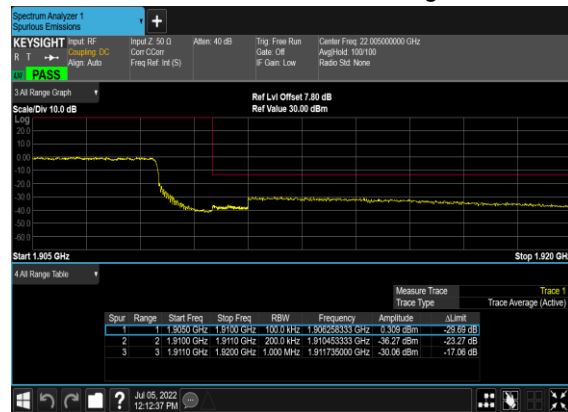 Spectrum Analyzer 1
Spurious Emissions
+
KEYSIGHT Input: RF Input Z: 50 Ω Atten: 40 dB Trig: Free Run Center Freq: 22.005000000 GHz
R T Coupling: DC Corr CCorr Gate: Off Avg|Hold: 100/100
Align: Auto Freq Ref: Int (S) IF Gain: Low Radio Std: None
PASS
3 All Range Graph
Ref Lvl Offset 7.80 dB
Scale/Div 10.0 dB Ref Value 30.00 dBm
Log
20.0
10.0
0.00
-10.0
-20.0
-30.0
-40.0
-50.0
-60.0
Start 1.905 GHz Stop 1.920 GH
4 All Range Table
Measure Trace Trace 1
Trace Type Trace Average (Active)
Spur Range Start Freq Stop Freq RBW Frequency Amplitude ΔLimit
1 1 1.9050 GHz 1.9100 GHz 100.0 kHz 1.906258333 GHz 0.309 dBm -29.69 dB
2 2 1.9100 GHz 1.9110 GHz 200.0 kHz 1.910453333 GHz -36.27 dBm -23.27 dB
3 3 1.9110 GHz 1.9200 GHz 1.000 MHz 1.911735000 GHz -30.06 dBm -17.06 dB
? Jul 05, 2022
12:12:37 PM